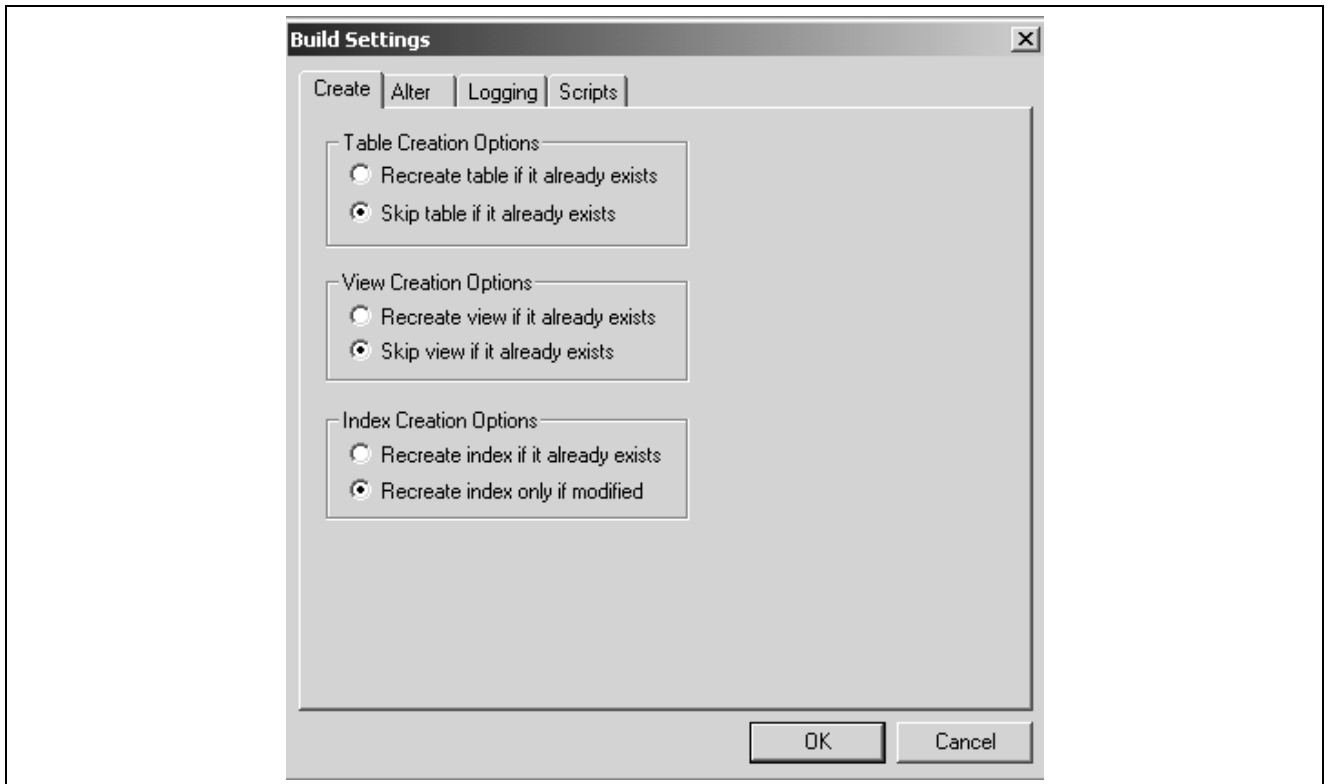 Build Settings
Create Alter Logging Scripts
Table Creation Options
Recreate table if it already exists
Skip table if it already exists
View Creation Options
Recreate view if it already exists
Skip view if it already exists
Index Creation Options
Recreate index if it already exists
Recreate index only if modified
OK Cancel